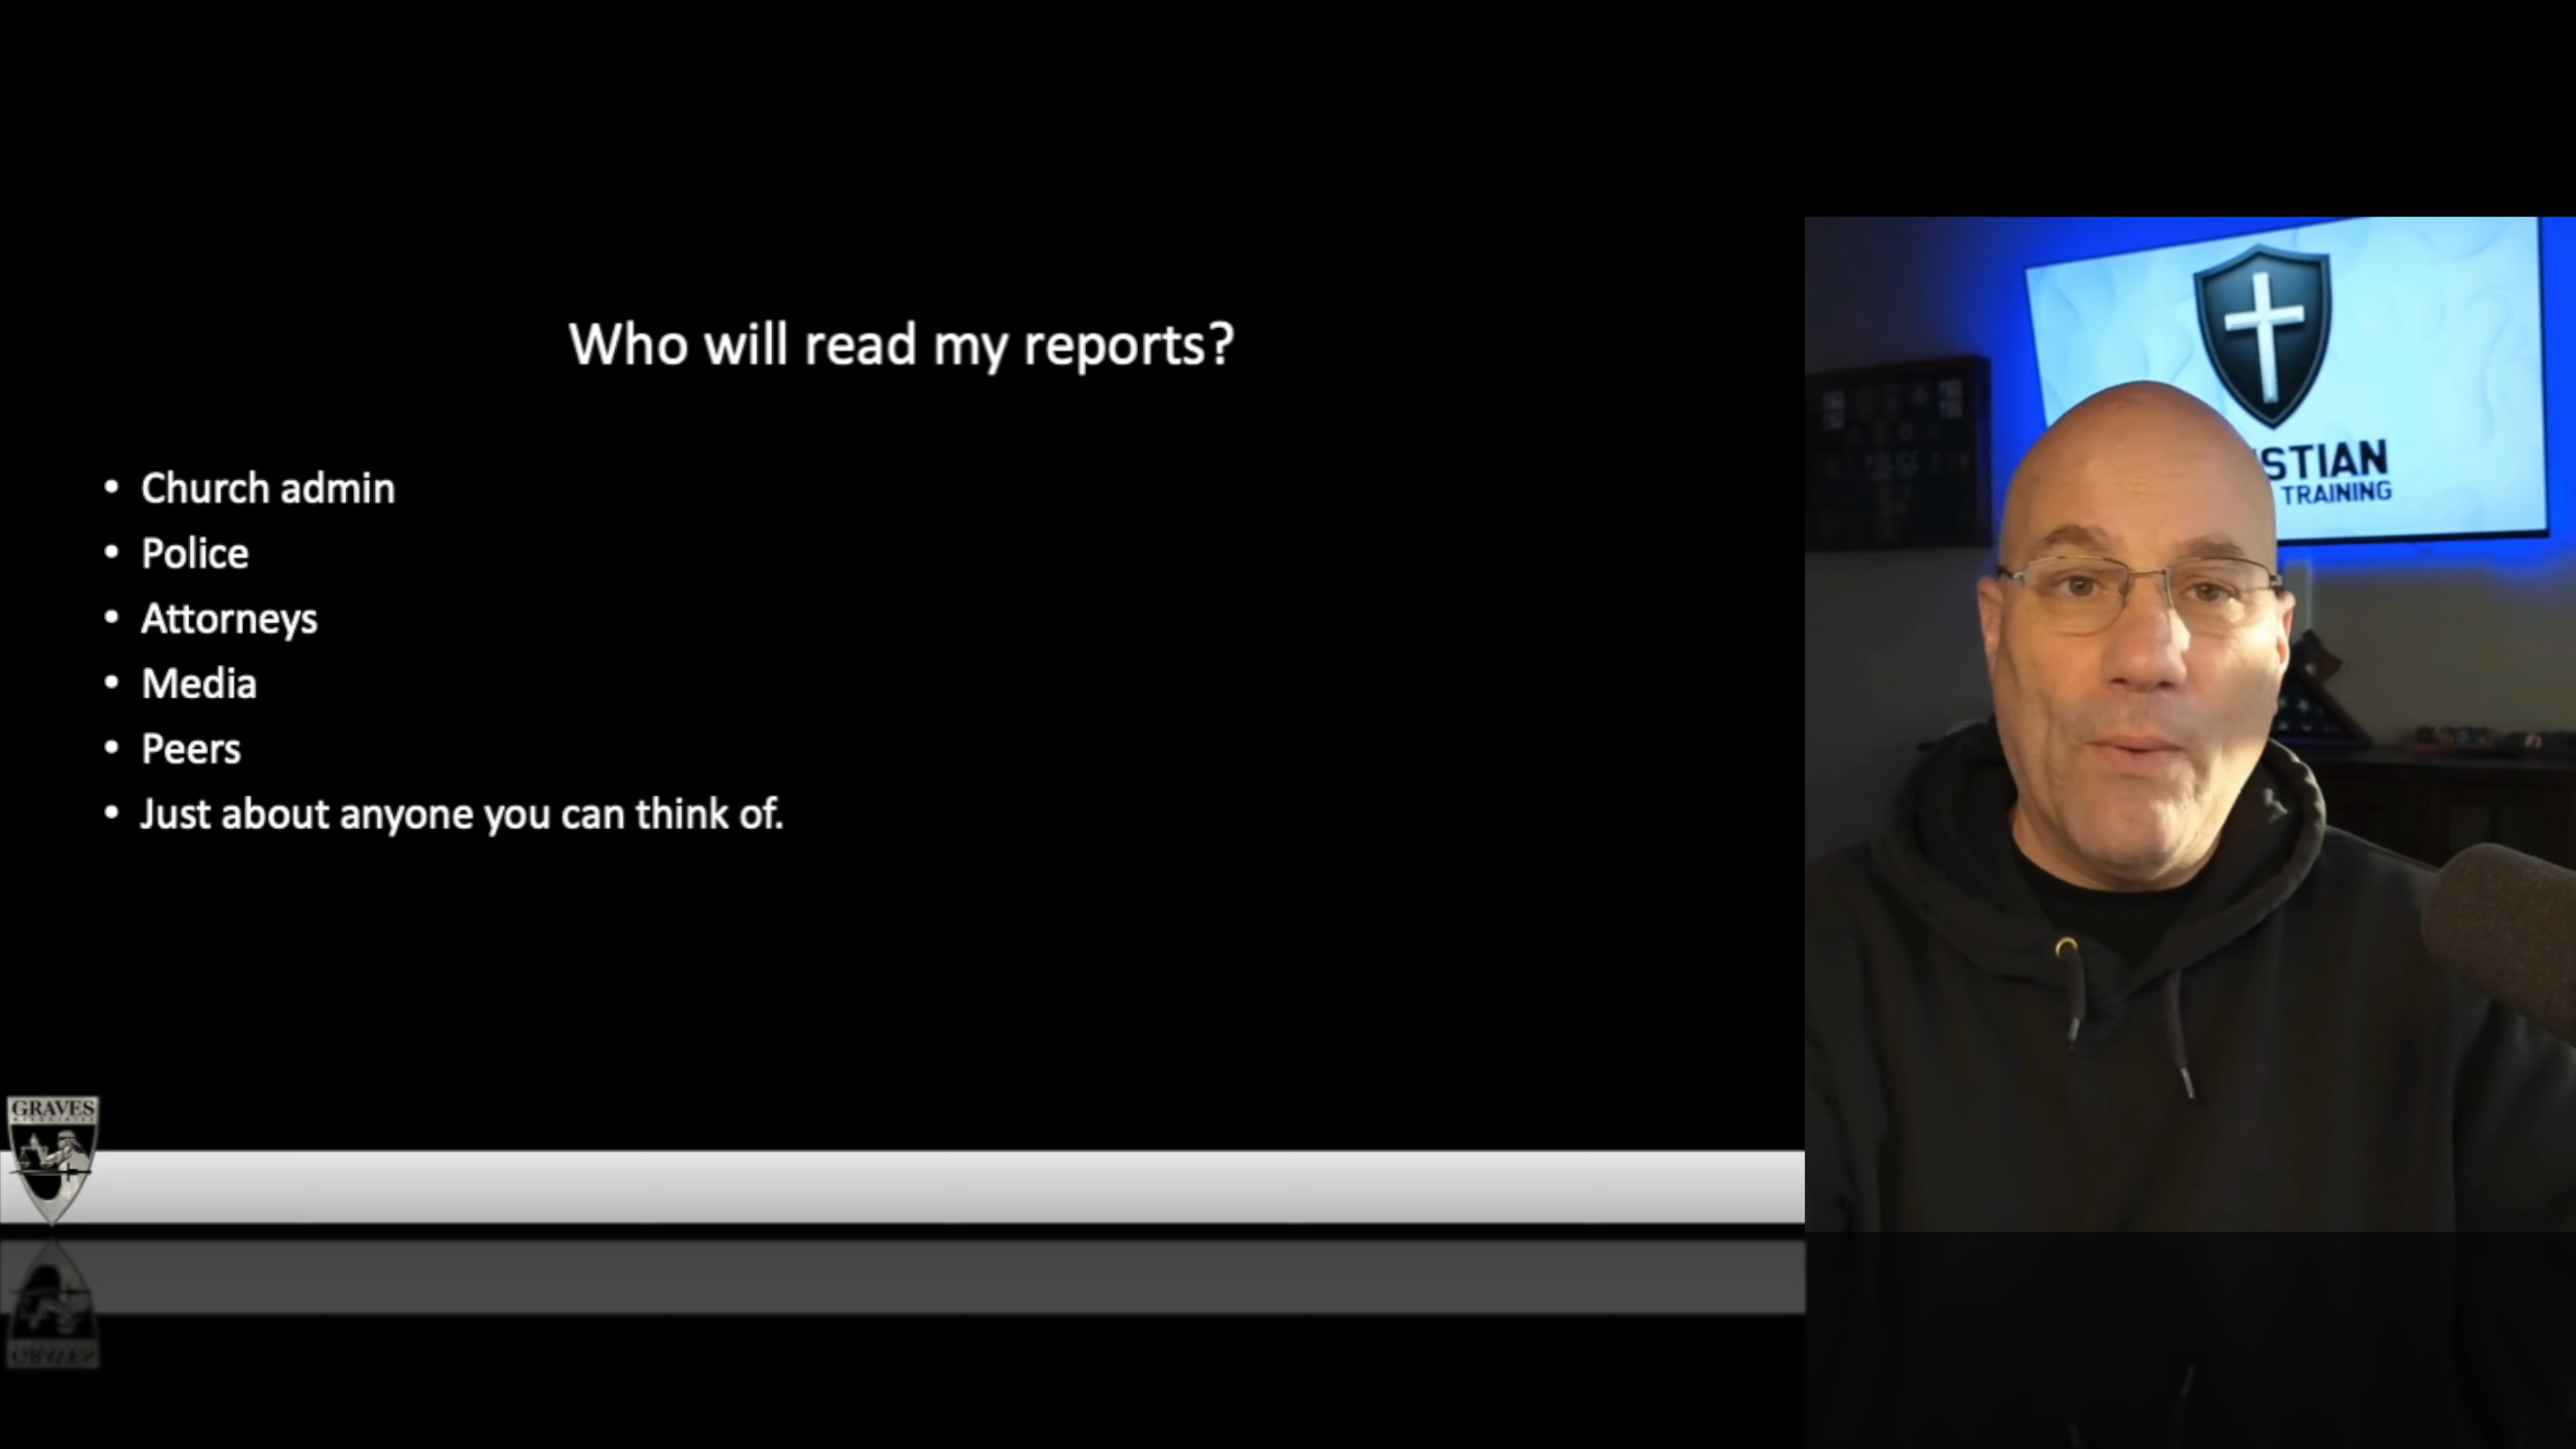 Who will read my reports?
• Church admin
• Police
• Attorneys
• Media
• Peers
• Just about anyone you can think of.
STIAN
TRAINING
GRAVES